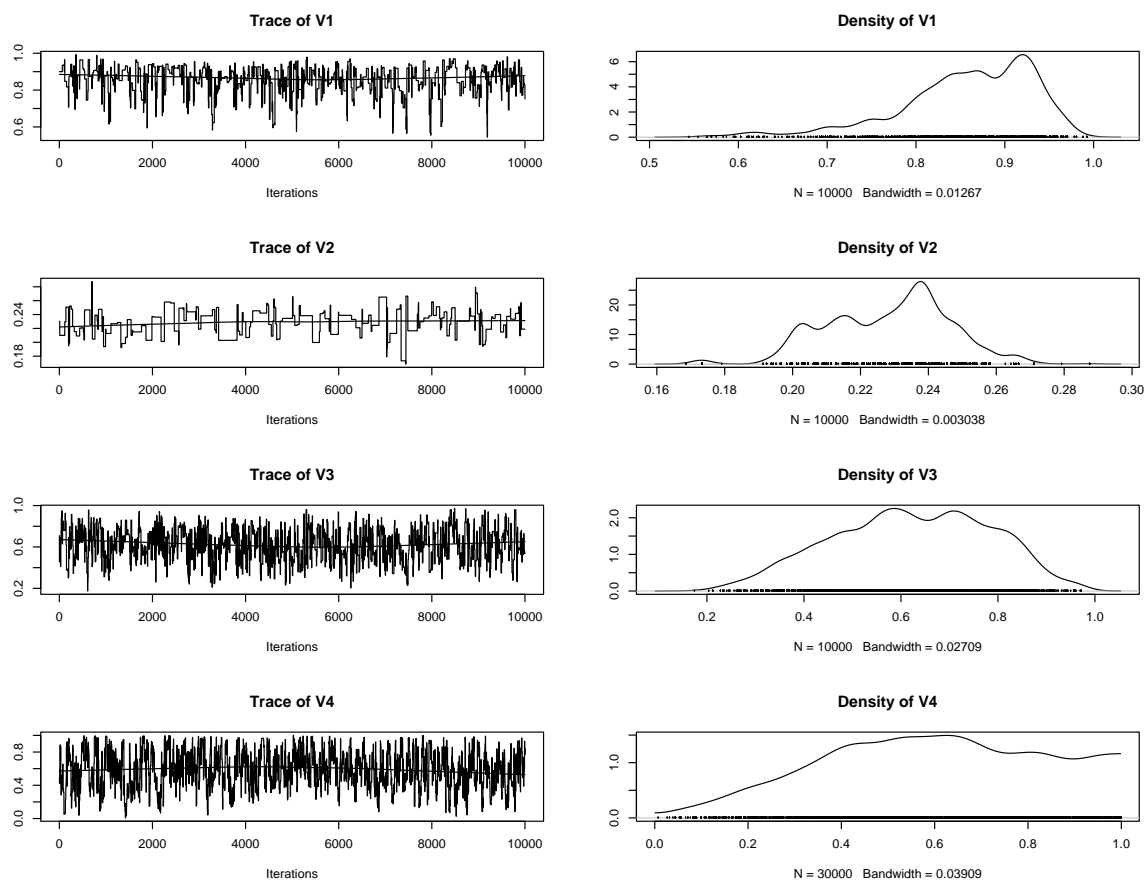 Trace of V1
1.0
0.8
0.6
0 2000 4000 6000 8000 10000
Iterations
Density of V1
6
4
2
0
0.5 0.6 0.7 0.8 0.9 1.0
N = 10000 Bandwidth = 0.01267
Trace of V2
0.24
0.18
0 2000 4000 6000 8000 10000
Iterations
Density of V2
20
10
0
0.16 0.18 0.20 0.22 0.24 0.26 0.28 0.30
N = 10000 Bandwidth = 0.003038
Trace of V3
1.0
0.6
0.2
0 2000 4000 6000 8000 10000
Iterations
Density of V3
2.0
1.0
0.0
0.2 0.4 0.6 0.8 1.0
N = 10000 Bandwidth = 0.02709
Trace of V4
0.8
0.4
0.0
0 2000 4000 6000 8000 10000
Iterations
Density of V4
1.0
0.0
0.0 0.2 0.4 0.6 0.8 1.0
N = 30000 Bandwidth = 0.03909